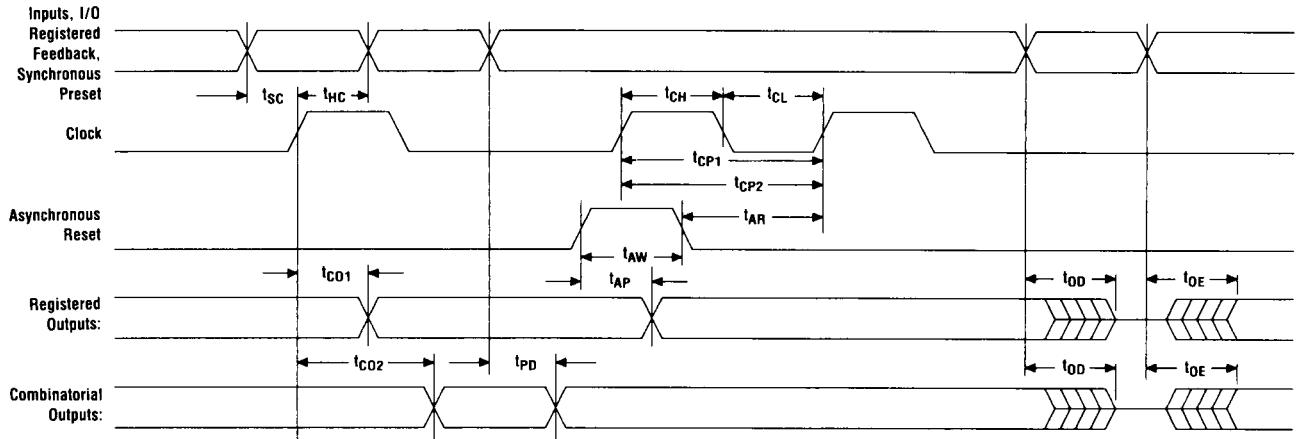 Inputs, I/O
Registered
Feedback,
Synchronous
Preset
tSC
tHC
tCH
tCL
Clock
tCP1
tCP2
Asynchronous
Reset
tAR
tAW
tCO1
tAP
tOD
tOE
Registered
Outputs:
tCO2
tPD
tOD
tOE
Combinatorial
Outputs: